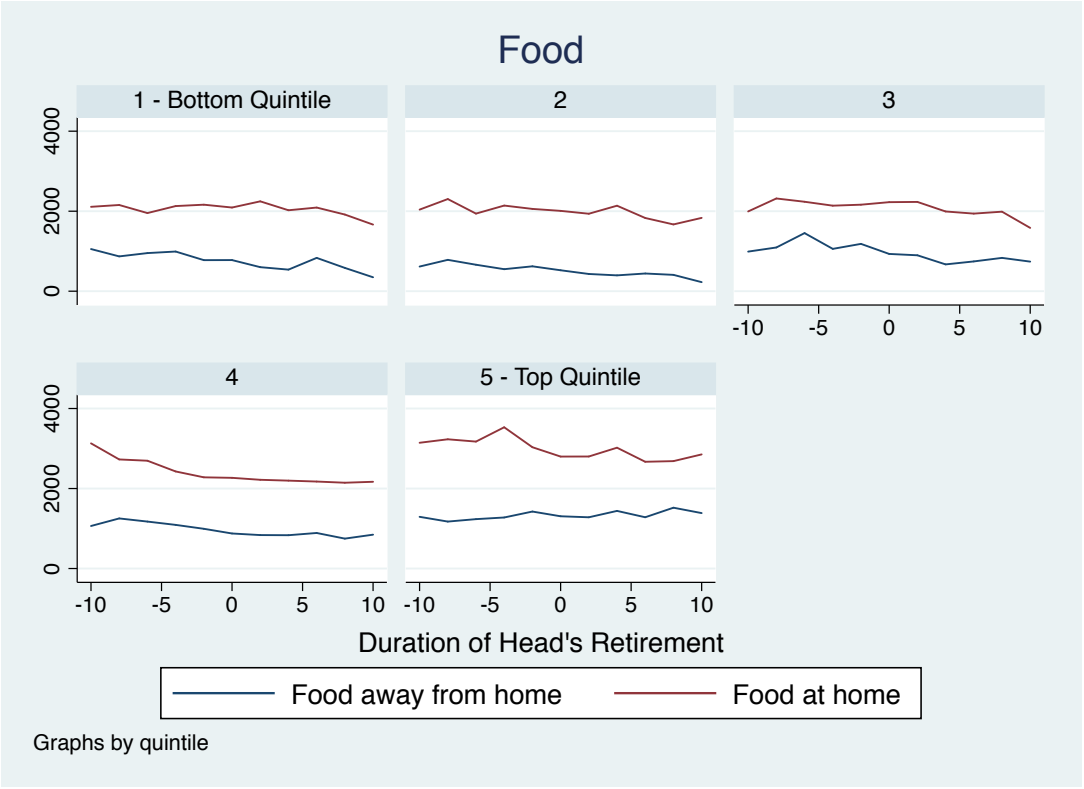 Food
1 - Bottom Quintile
2
3
4000
2000
0
-10 -5 0 5 10
4
5 - Top Quintile
4000
2000
0
-10 -5 0 5 10
-10 -5 0 5 10
Duration of Head's Retirement
Food away from home
Food at home
Graphs by quintile